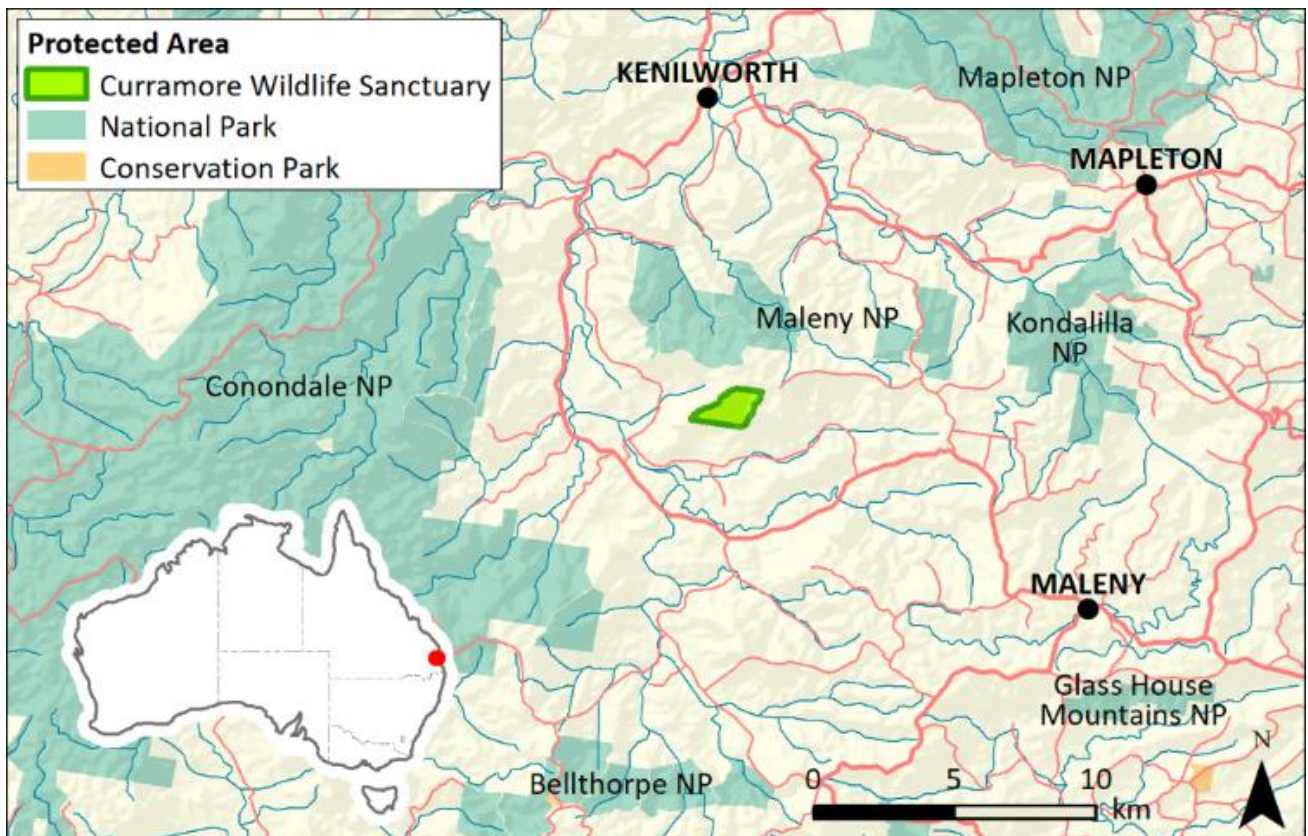 Protected Area
Curramore Wildlife Sanctuary
National Park
Conservation Park
KENILWORTH
Mapleton NP
MAPLETON
Maleny NP
Kondalilla
NP
Conondale NP
MALENY
Glass House
Mountains NP
Bellthorpe NP
0 5 10
km
N